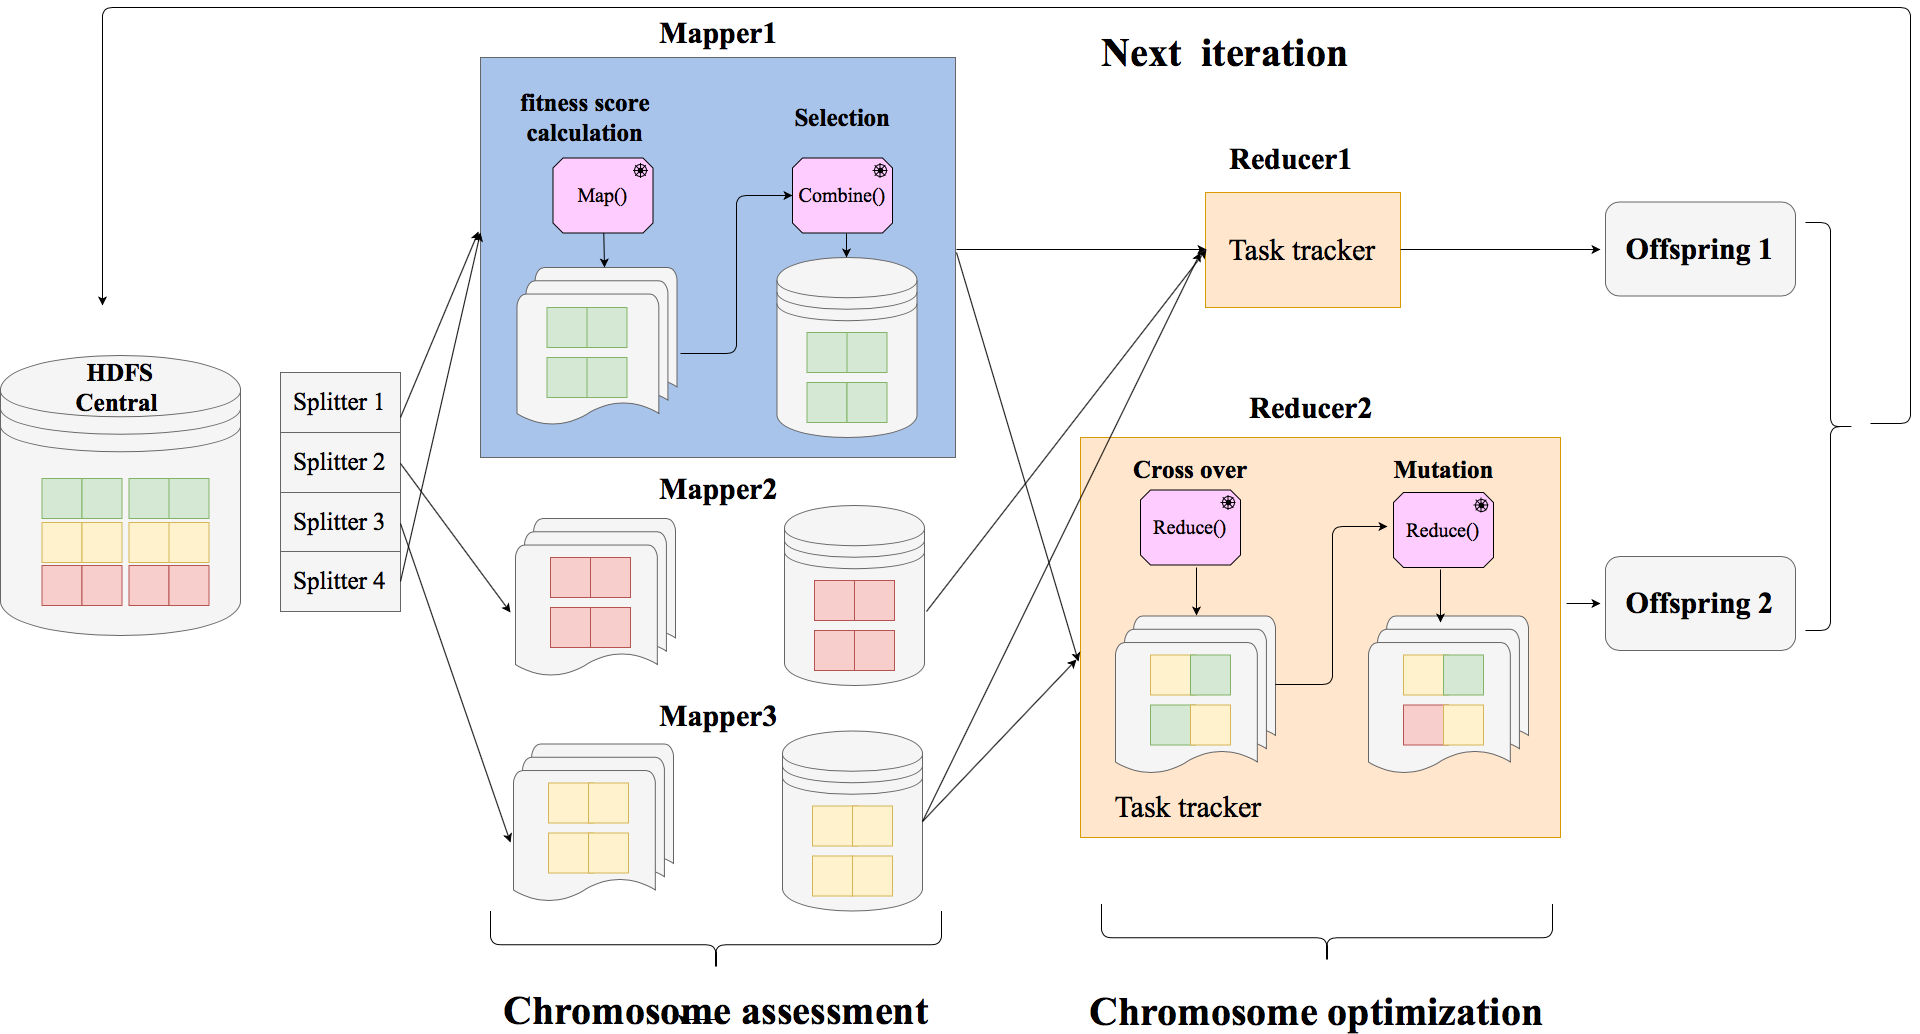 Mapper1
Next iteration
fitness score
calculation
Selection
Map()
Combine()
Reducer1
Task tracker
Offspring 1
HDFS
Central
Splitter 1
Splitter 2
Splitter 3
Splitter 4
Mapper2
Mapper3
Reducer2
Cross over
Mutation
Reduce()
Reduce()
Task tracker
Offspring 2
Chromosome assessment
Chromosome optimization